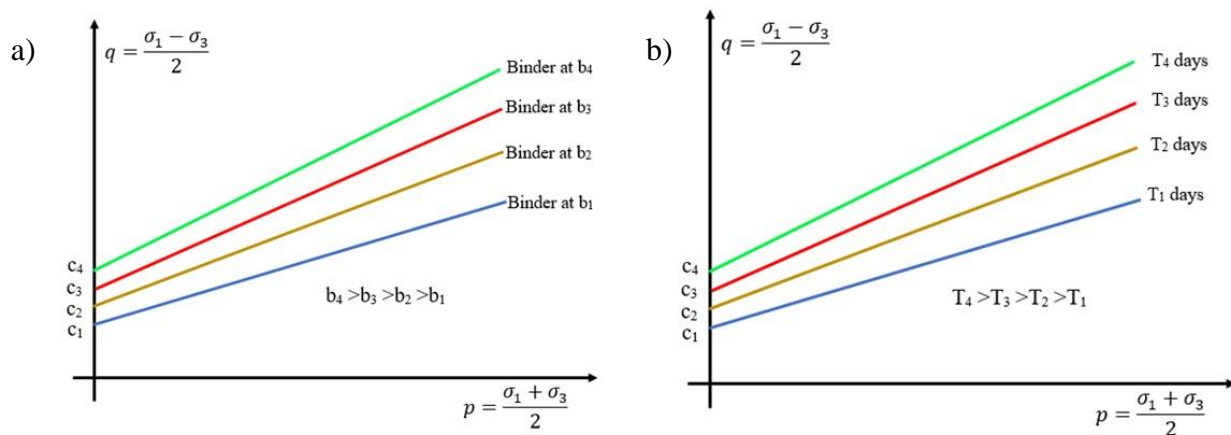 a)
q = (σ₁ − σ₃)/2
Binder at b₄
Binder at b₃
Binder at b₂
Binder at b₁
c₄
c₃
c₂
c₁
b₄ >b₃ >b₂ >b₁
p = (σ₁ + σ₃)/2
b)
q = (σ₁ − σ₃)/2
T₄ days
T₃ days
T₂ days
T₁ days
c₄
c₃
c₂
c₁
T₄ >T₃ >T₂ >T₁
p = (σ₁ + σ₃)/2